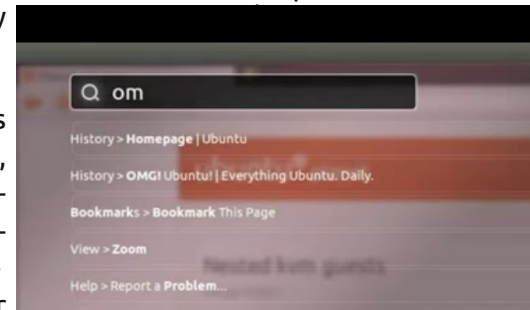 om
History > Homepage | Ubuntu
History > OMG! Ubuntu! | Everything Ubuntu. Daily.
Bookmarks > Bookmark This Page
View > Zoom
Nested kvm guests
Help > Report a Problem...